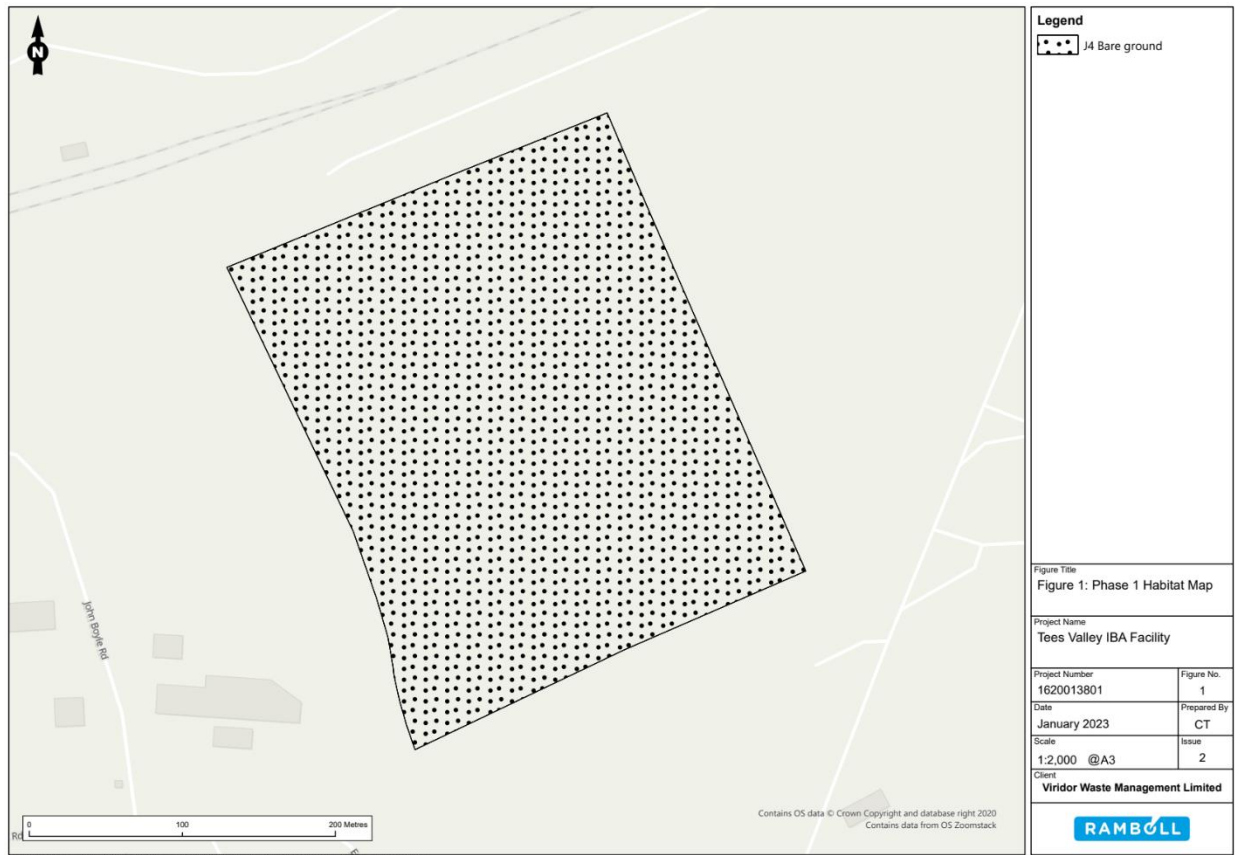 N
John Boyle Rd
Rd
0 100 200 Metres
Contains OS data © Crown Copyright and database right 2020
Contains data from OS Zoomstack
Legend
J4 Bare ground
Figure Title
Figure 1: Phase 1 Habitat Map
Project Name
Tees Valley IBA Facility
Project Number
1620013801
Figure No.
1
Date
January 2023
Prepared By
CT
Scale
1:2,000 @A3
Issue
2
Client
Viridor Waste Management Limited
RAMBOLL